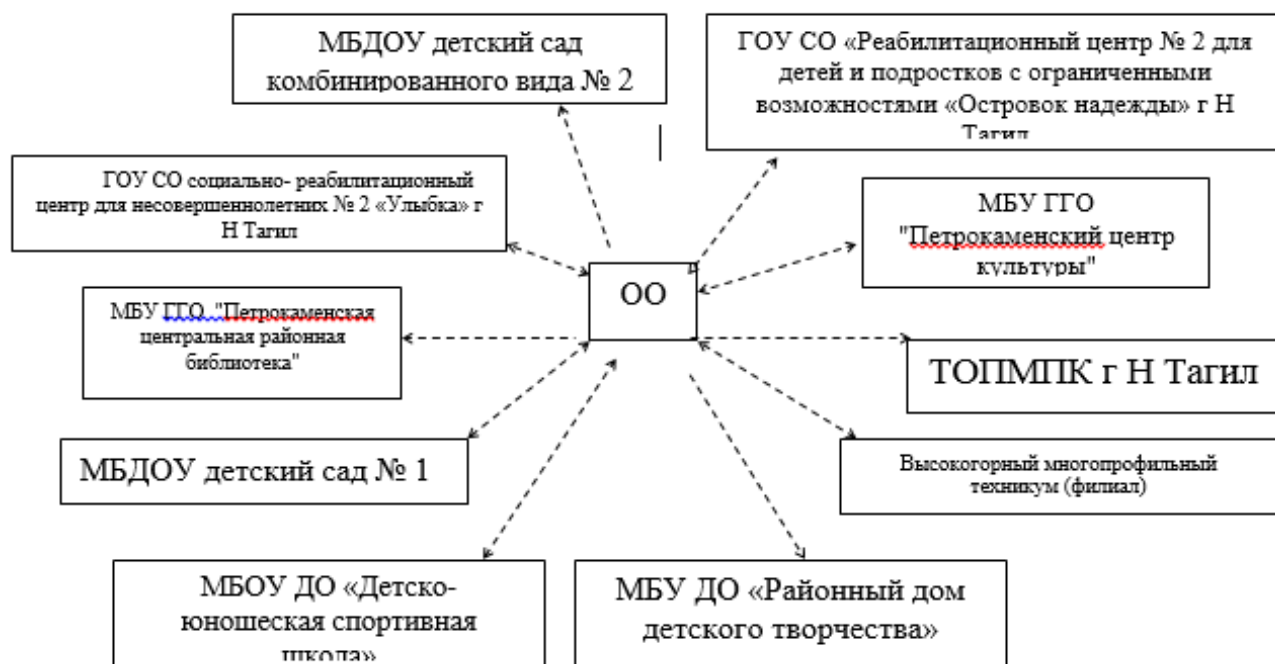 МБДОУ детский сад
комбинированного вида № 2
ГОУ СО «Реабилитационный центр № 2 для
детей и подростков с ограниченными
возможностями «Островок надежды» г Н
Тагил
ГОУ СО социально- реабилитационный
центр для несовершеннолетних № 2 «Улыбка» г
Н Тагил
МБУ ГГО
"Петрокаменский центр
культуры"
ОО
МБУ ГГО "Петрокаменская
центральная районная
библиотека"
ТОПМПК г Н Тагил
МБДОУ детский сад № 1
Высокогорный многопрофильный
техникум (филиал)
МБОУ ДО «Детско-
юношеская спортивная
школа»
МБУ ДО «Районный дом
детского творчества»